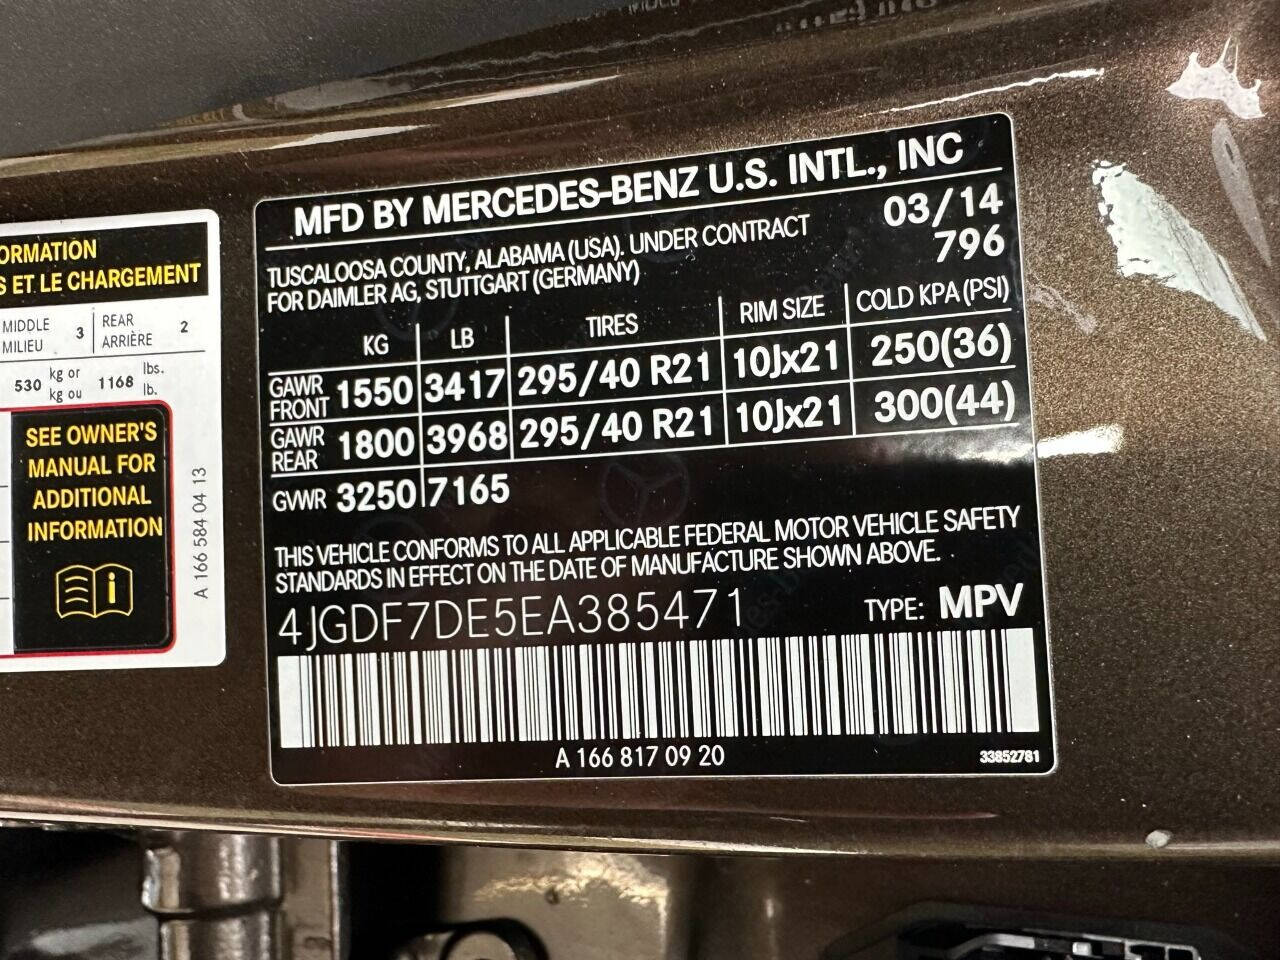 ORMATION
S ET LE CHARGEMENT
MIDDLE
MILIEU
3
REAR
ARRIÈRE
2
530
kg or
kg ou
1168
lbs.
lb.
SEE OWNER'S
MANUAL FOR
ADDITIONAL
INFORMATION
A 166 584 04 13
MFD BY MERCEDES-BENZ U.S. INTL., INC
TUSCALOOSA COUNTY, ALABAMA (USA). UNDER CONTRACT
FOR DAIMLER AG, STUTTGART (GERMANY)
03/14
796
KG LB TIRES RIM SIZE COLD KPA (PSI)
GAWR FRONT 1550 3417 295/40 R21 10Jx21 250(36)
GAWR REAR 1800 3968 295/40 R21 10Jx21 300(44)
GVWR 3250 7165
THIS VEHICLE CONFORMS TO ALL APPLICABLE FEDERAL MOTOR VEHICLE SAFETY
STANDARDS IN EFFECT ON THE DATE OF MANUFACTURE SHOWN ABOVE.
4JGDF7DE5EA385471 TYPE: MPV
A 166 817 09 20
33852781